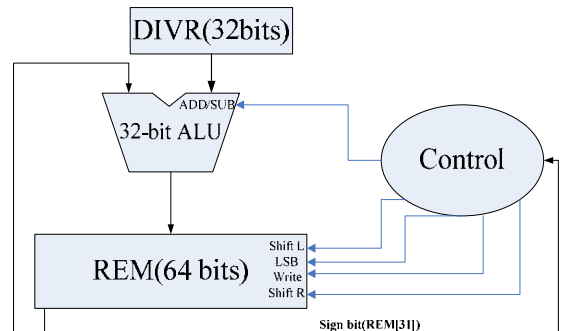 DIVR(32bits)
ADD/SUB
32-bit ALU
Control
Shift L
LSB
REM(64 bits)
Write
Shift R
Sign bit(REM[31])